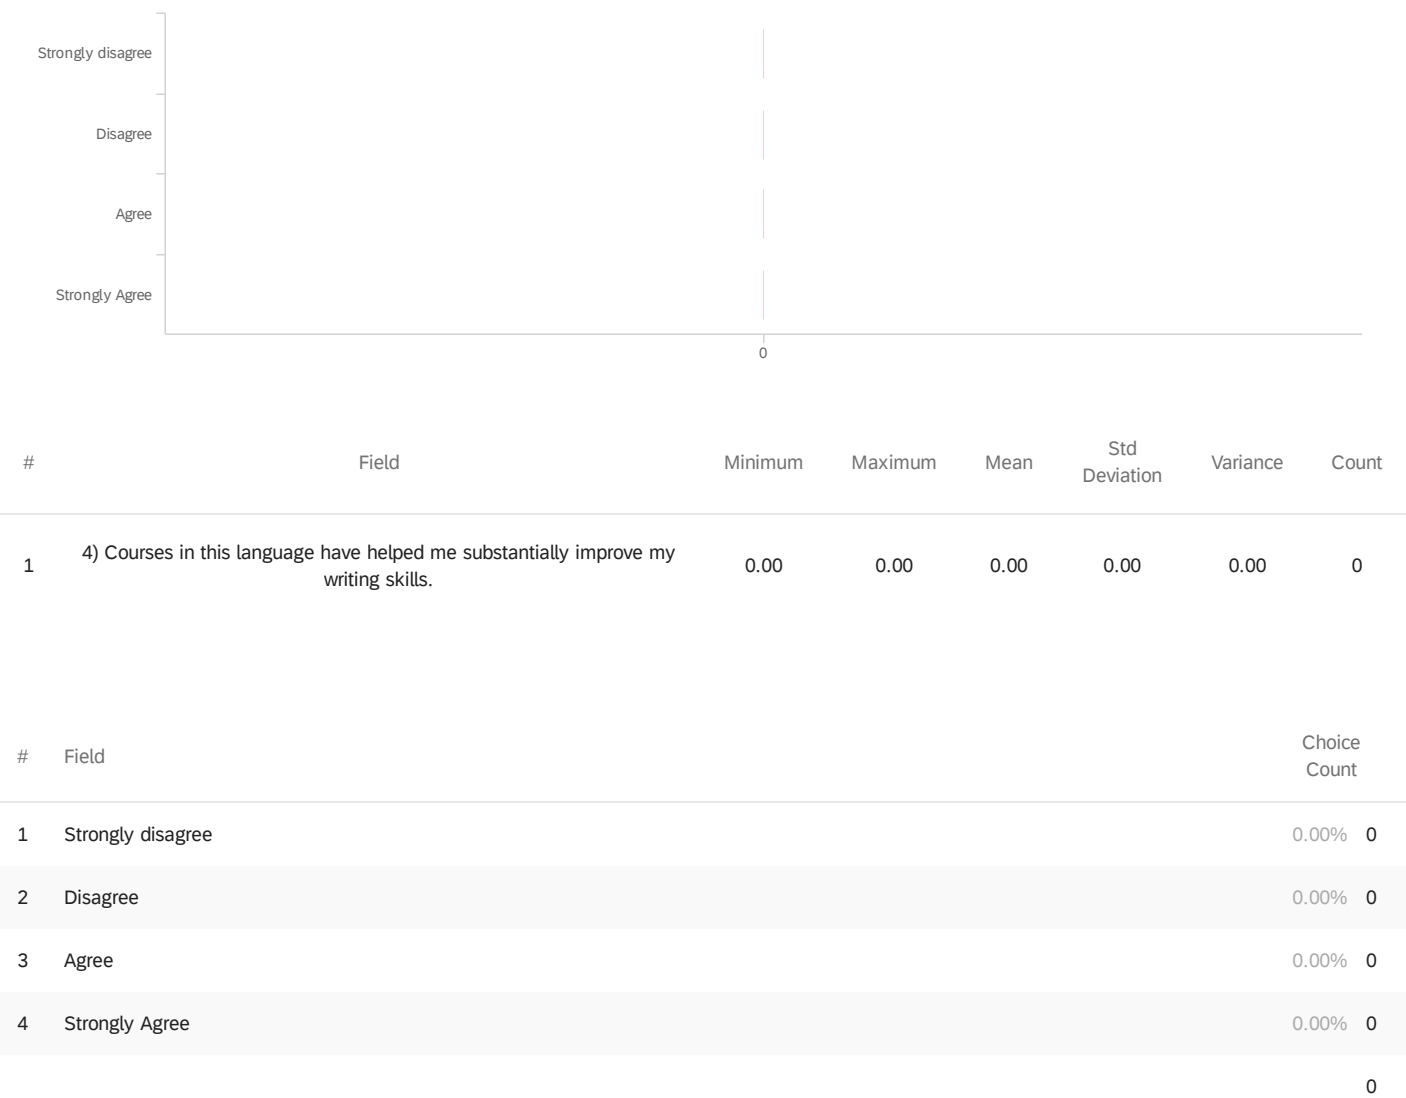 Strongly disagree
Disagree
Agree
Strongly Agree
0
# Field Minimum Maximum Mean Std Deviation Variance Count
1 4) Courses in this language have helped me substantially improve my writing skills. 0.00 0.00 0.00 0.00 0.00 0
# Field Choice Count
1 Strongly disagree 0.00% 0
2 Disagree 0.00% 0
3 Agree 0.00% 0
4 Strongly Agree 0.00% 0
0